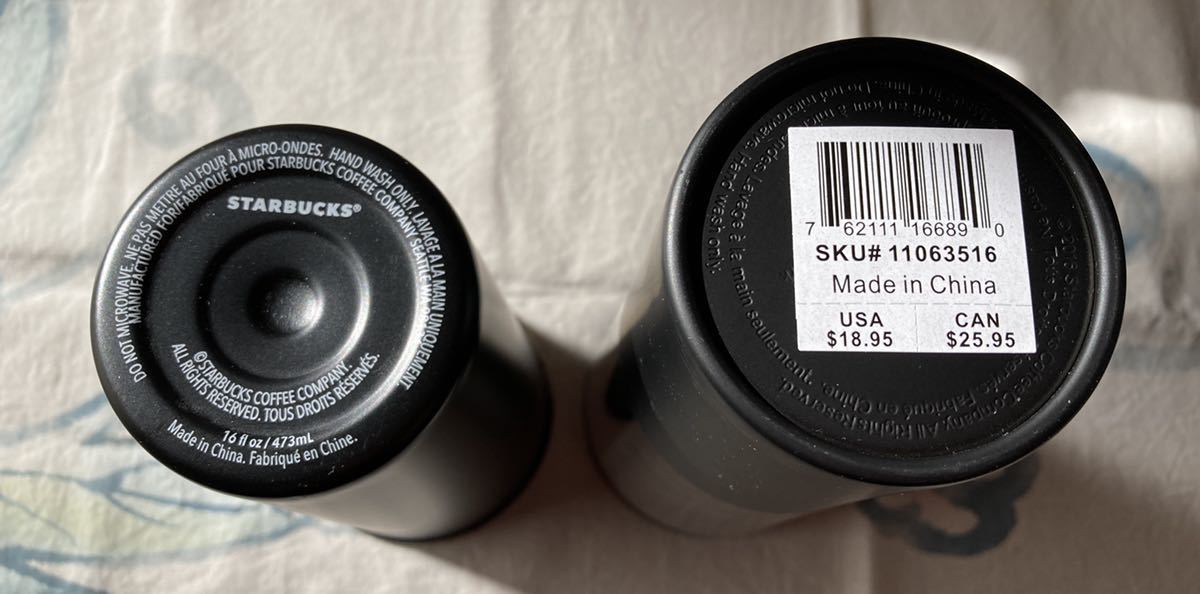 DO NOT MICROWAVE. NE PAS METTRE AU FOUR À MICRO-ONDES. HAND WASH ONLY. LAVAGE A LA MAIN UNIQUEMENT.
MANUFACTURED FOR/FABRIQUÉ POUR STARBUCKS COFFEE COMPANY SEATTLE
STARBUCKS®
©STARBUCKS COFFEE COMPANY.
ALL RIGHTS RESERVED. TOUS DROITS RÉSERVÉS.
16 fl oz / 473mL
Made in China. Fabriqué en Chine.
7 62111 16689 0
SKU# 11063516
Made in China
USA CAN
$18.95 $25.95
Company. All Rights Reserved.
Fabriqué en Chine.
Do not microwave. Hand wash only.
Lavage à la main seulement.